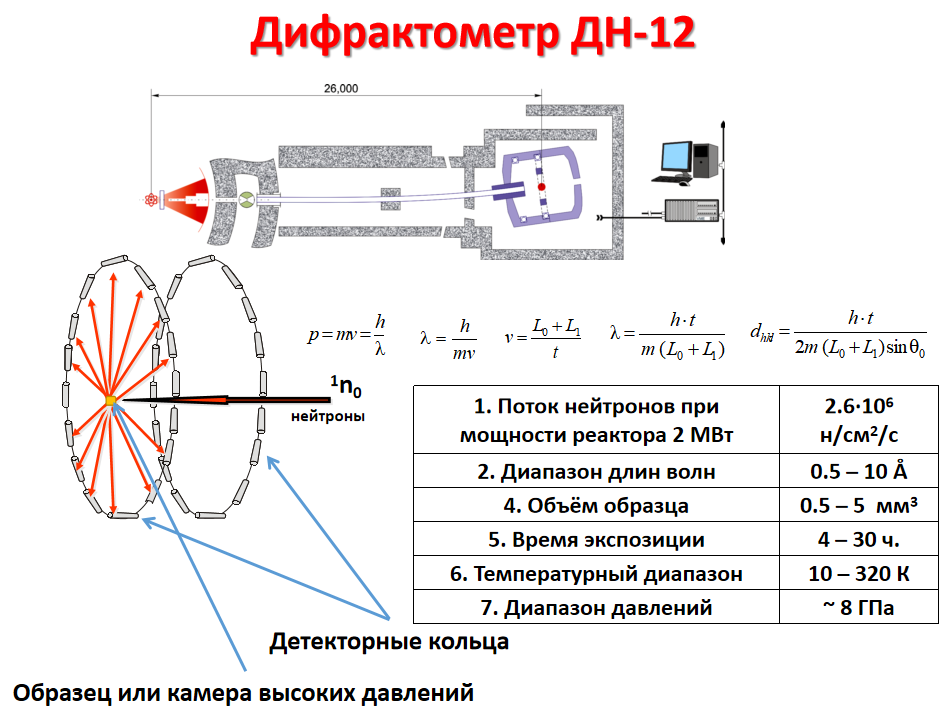 Дифрактометр ДН-12
26,000
p = mv = h/λ
λ = h/mv
v = (L₀ + L₁)/t
λ = h·t/(m(L₀ + L₁))
d_hkl = h·t/(2m(L₀ + L₁)sinθ₀)
¹n₀
нейтроны
1. Поток нейтронов при
мощности реактора 2 МВт
2.6·10⁶
н/см²/с
2. Диапазон длин волн
0.5 – 10 Å
4. Объём образца
0.5 – 5 мм³
5. Время экспозиции
4 – 30 ч.
6. Температурный диапазон
10 – 320 К
7. Диапазон давлений
~ 8 ГПа
Детекторные кольца
Образец или камера высоких давлений